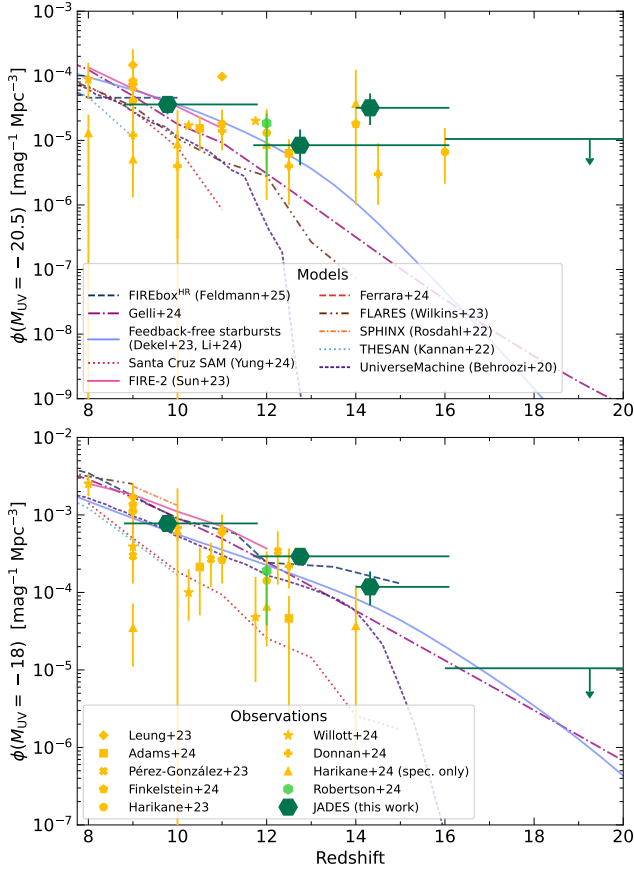 10⁻³
10⁻⁴
10⁻⁵
10⁻⁶
10⁻⁷
10⁻⁸
10⁻⁹
ϕ(M_UV = − 20.5) [mag⁻¹ Mpc⁻³]
Models
FIREbox^HR (Feldmann+25)
Gelli+24
Feedback-free starbursts
(Dekel+23, Li+24)
Santa Cruz SAM (Yung+24)
FIRE-2 (Sun+23)
Ferrara+24
FLARES (Wilkins+23)
SPHINX (Rosdahl+22)
THESAN (Kannan+22)
UniverseMachine (Behroozi+20)
8 10 12 14 16 18 20
10⁻²
10⁻³
10⁻⁴
10⁻⁵
10⁻⁶
10⁻⁷
ϕ(M_UV = − 18) [mag⁻¹ Mpc⁻³]
Observations
Leung+23
Adams+24
Pérez-González+23
Finkelstein+24
Harikane+23
Willott+24
Donnan+24
Harikane+24 (spec. only)
Robertson+24
JADES (this work)
8 10 12 14 16 18 20
Redshift